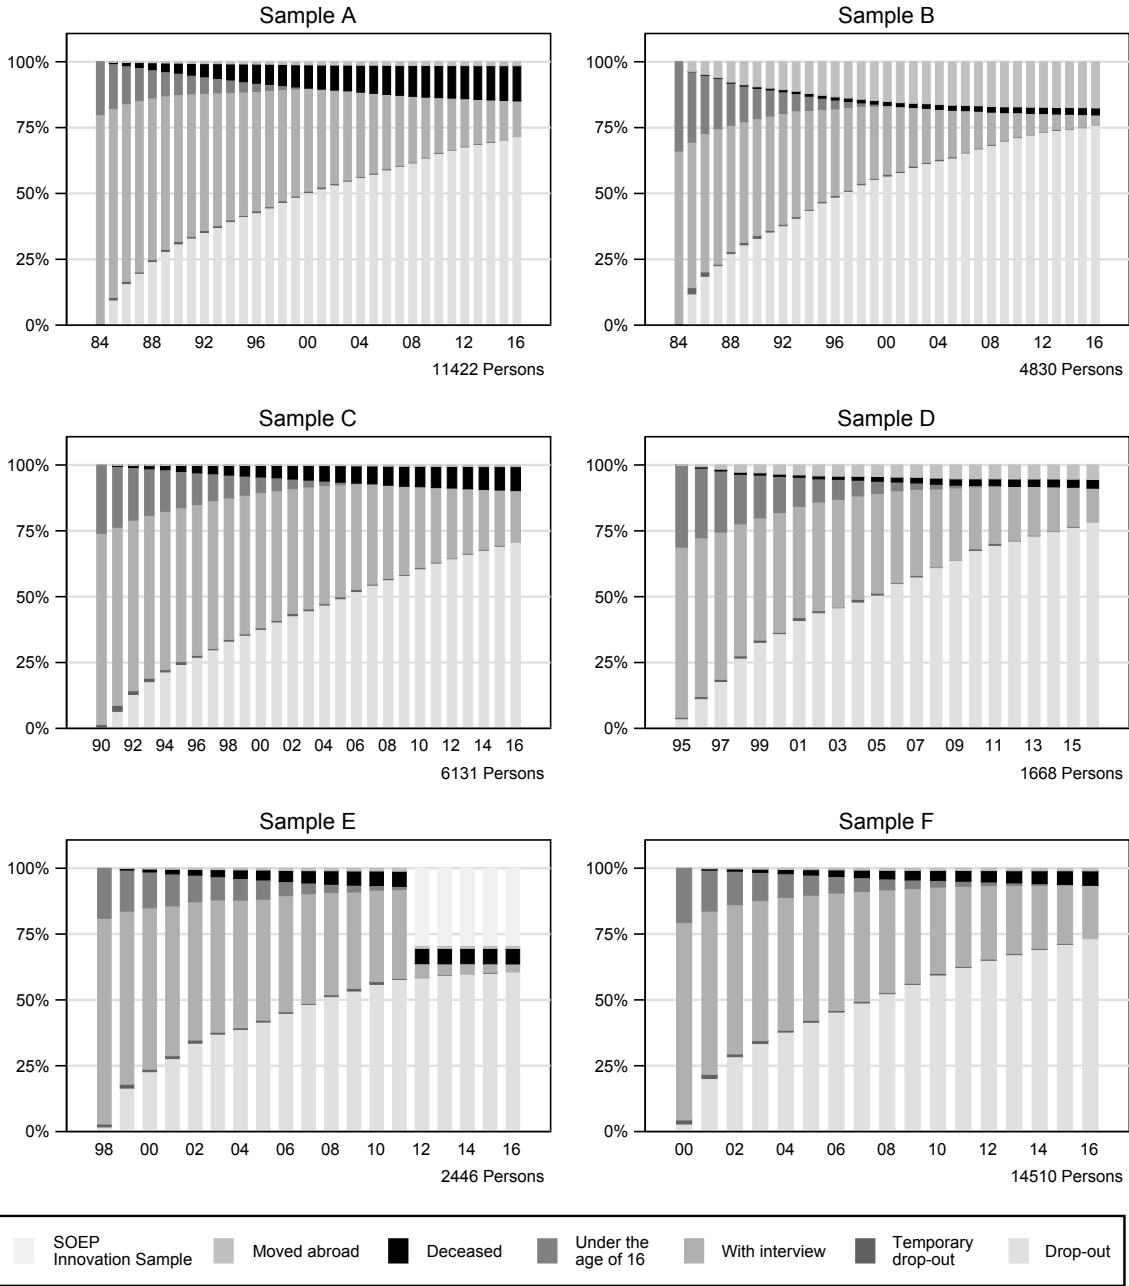 Sample A
100%
75%
50%
25%
0%
84 88 92 96 00 04 08 12 16
11422 Persons
Sample B
100%
75%
50%
25%
0%
84 88 92 96 00 04 08 12 16
4830 Persons
Sample C
100%
75%
50%
25%
0%
90 92 94 96 98 00 02 04 06 08 10 12 14 16
6131 Persons
Sample D
100%
75%
50%
25%
0%
95 97 99 01 03 05 07 09 11 13 15
1668 Persons
Sample E
100%
75%
50%
25%
0%
98 00 02 04 06 08 10 12 14 16
2446 Persons
Sample F
100%
75%
50%
25%
0%
00 02 04 06 08 10 12 14 16
14510 Persons
SOEP
Innovation Sample
Moved abroad
Deceased
Under the
age of 16
With interview
Temporary
drop-out
Drop-out